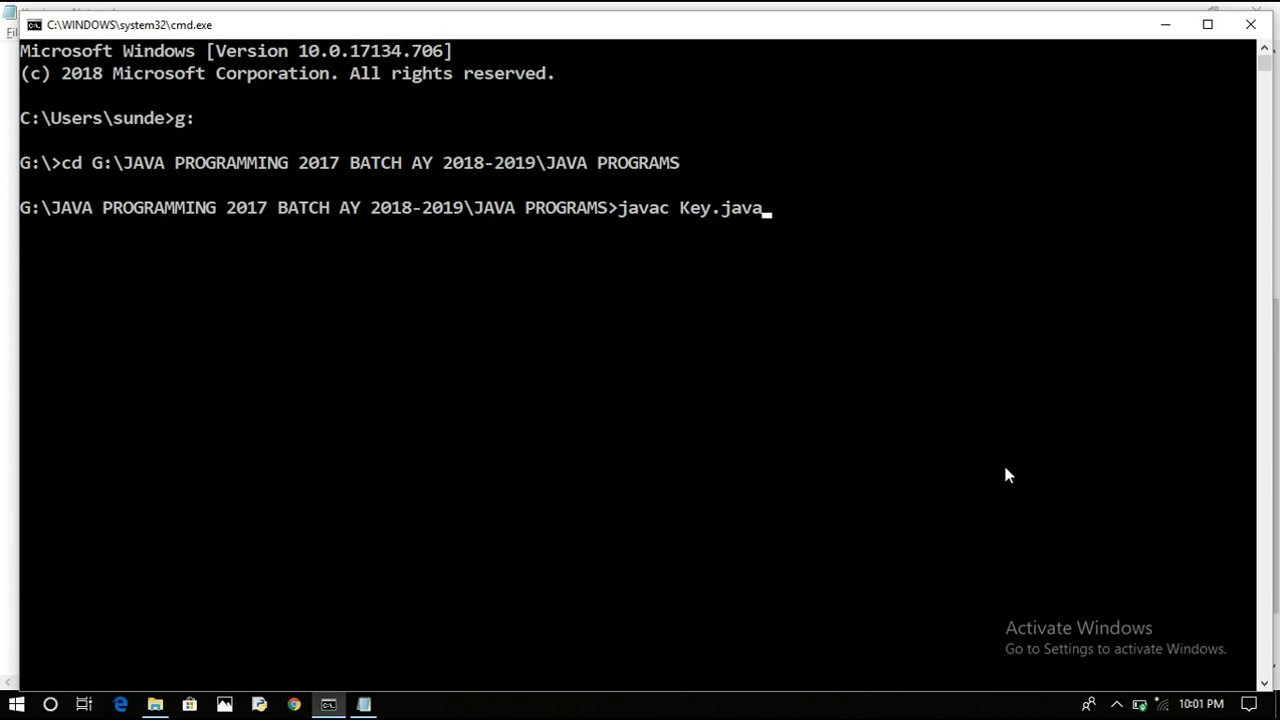 C:\WINDOWS\system32\cmd.exe
Microsoft Windows [Version 10.0.17134.706]
(c) 2018 Microsoft Corporation. All rights reserved.
C:\Users\sunde>g:
G:\>cd G:\JAVA PROGRAMMING 2017 BATCH AY 2018-2019\JAVA PROGRAMS
G:\JAVA PROGRAMMING 2017 BATCH AY 2018-2019\JAVA PROGRAMS>javac Key.java
Activate Windows
Go to Settings to activate Windows.
10:01 PM